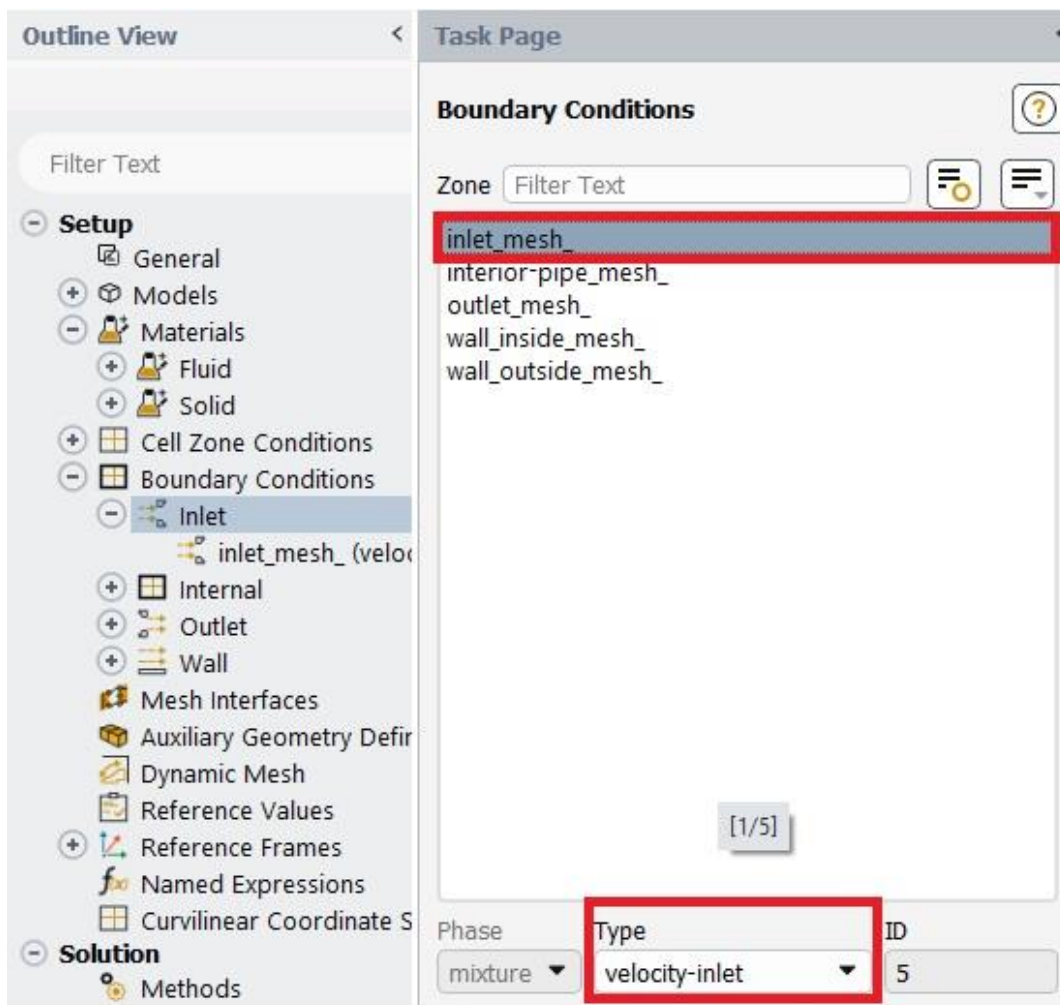 Outline View <
Filter Text
Setup
General
Models
Materials
Fluid
Solid
Cell Zone Conditions
Boundary Conditions
Inlet
inlet_mesh_ (veloc
Internal
Outlet
Wall
Mesh Interfaces
Auxiliary Geometry Defir
Dynamic Mesh
Reference Values
Reference Frames
Named Expressions
Curvilinear Coordinate S
Solution
Methods
Task Page
Boundary Conditions
Zone Filter Text
inlet_mesh_
interior-pipe_mesh_
outlet_mesh_
wall_inside_mesh_
wall_outside_mesh_
[1/5]
Phase Type ID
mixture velocity-inlet 5